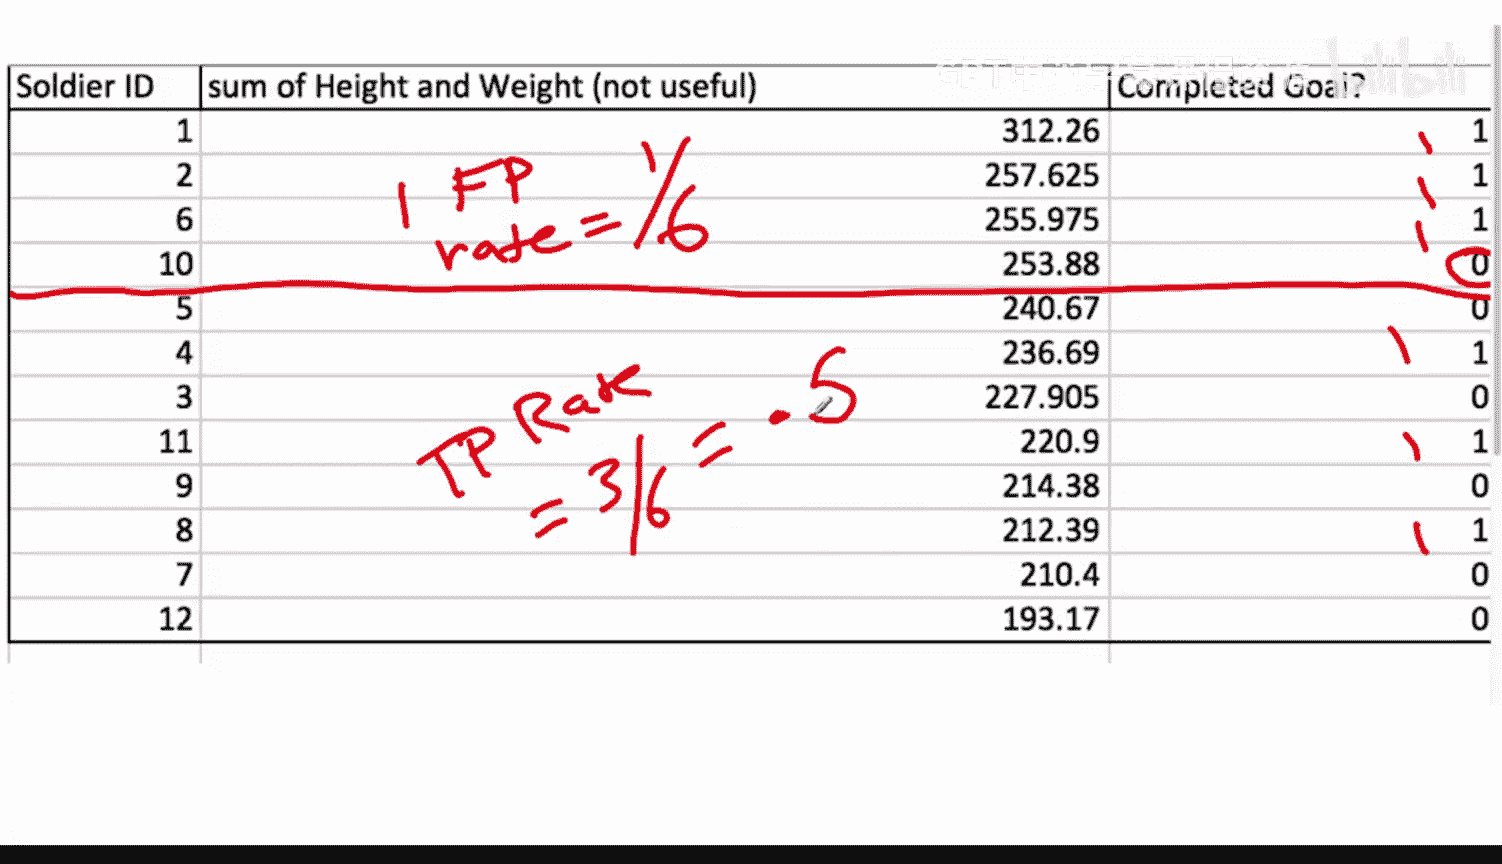 Soldier ID sum of Height and Weight (not useful) Completed Goal?
1 312.26 1
2 257.625 1
6 255.975 1
10 253.88 0
5 240.67 0
4 236.69 1
3 227.905 0
11 220.9 1
9 214.38 0
8 212.39 1
7 210.4 0
12 193.17 0
1 FP
rate = 1/6
TP Rate
= 3/6 = .5